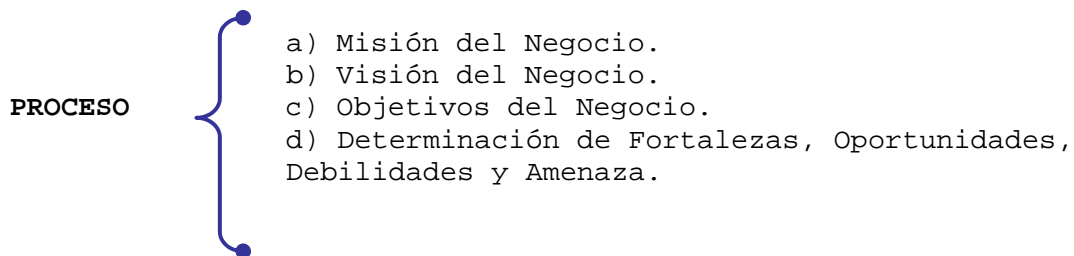 a) Misión del Negocio.
b) Visión del Negocio.
PROCESO
c) Objetivos del Negocio.
d) Determinación de Fortalezas, Oportunidades,
Debilidades y Amenaza.